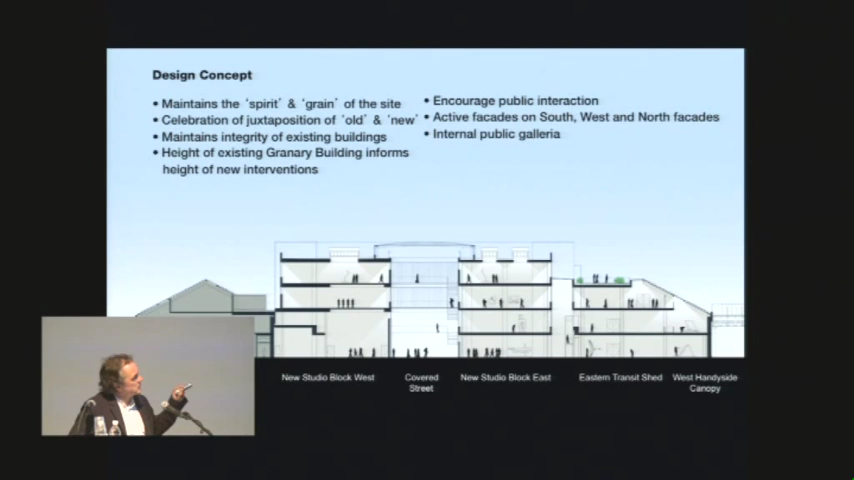 Design Concept
• Maintains the 'spirit' & 'grain' of the site
• Celebration of juxtaposition of 'old' & 'new'
• Maintains integrity of existing buildings
• Height of existing Granary Building informs
height of new interventions
• Encourage public interaction
• Active facades on South, West and North facades
• Internal public galleria
New Studio Block West
Covered
Street
New Studio Block East
Eastern Transit Shed
West Handyside
Canopy